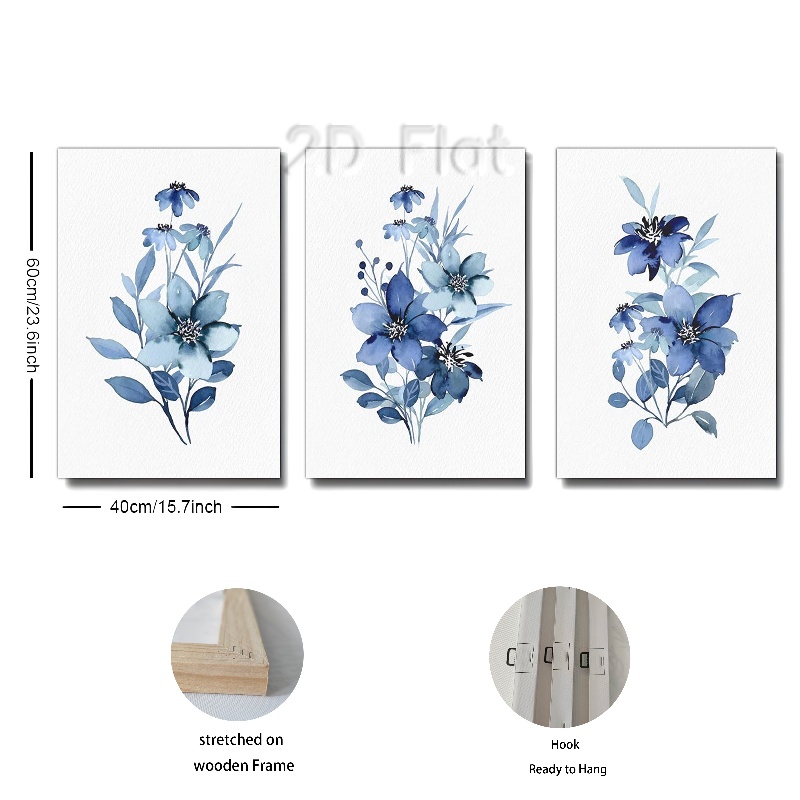 2D Flat
60cm/23.6inch
40cm/15.7inch
stretched on
wooden Frame
Hook
Ready to Hang